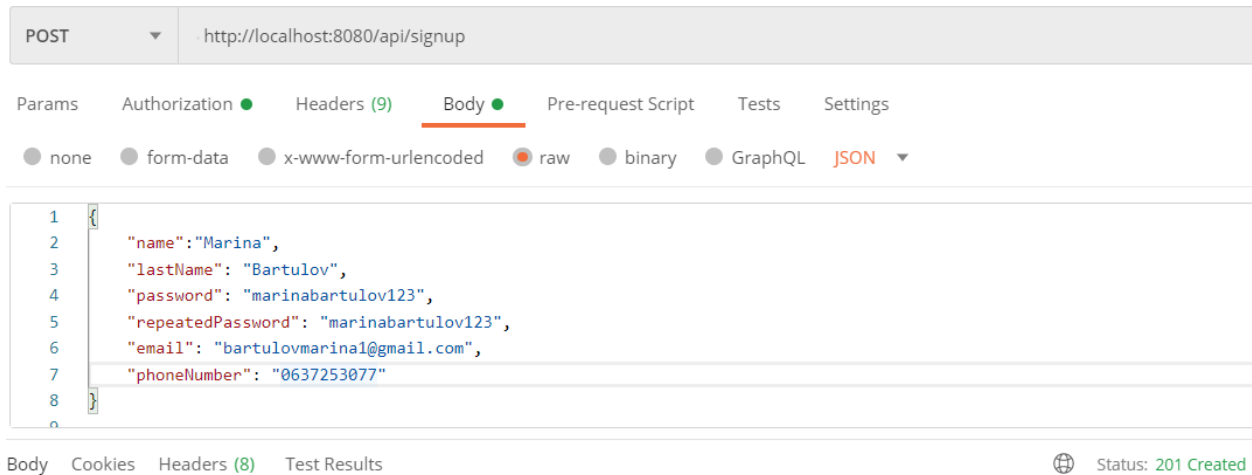 POST http://localhost:8080/api/signup
Params Authorization Headers (9) Body Pre-request Script Tests Settings
none form-data x-www-form-urlencoded raw binary GraphQL JSON
1 {
2 "name":"Marina",
3 "lastName": "Bartulov",
4 "password": "marinabartulov123",
5 "repeatedPassword": "marinabartulov123",
6 "email": "bartulovmarina1@gmail.com",
7 "phoneNumber": "0637253077"
8 }
9
Body Cookies Headers (8) Test Results Status: 201 Created